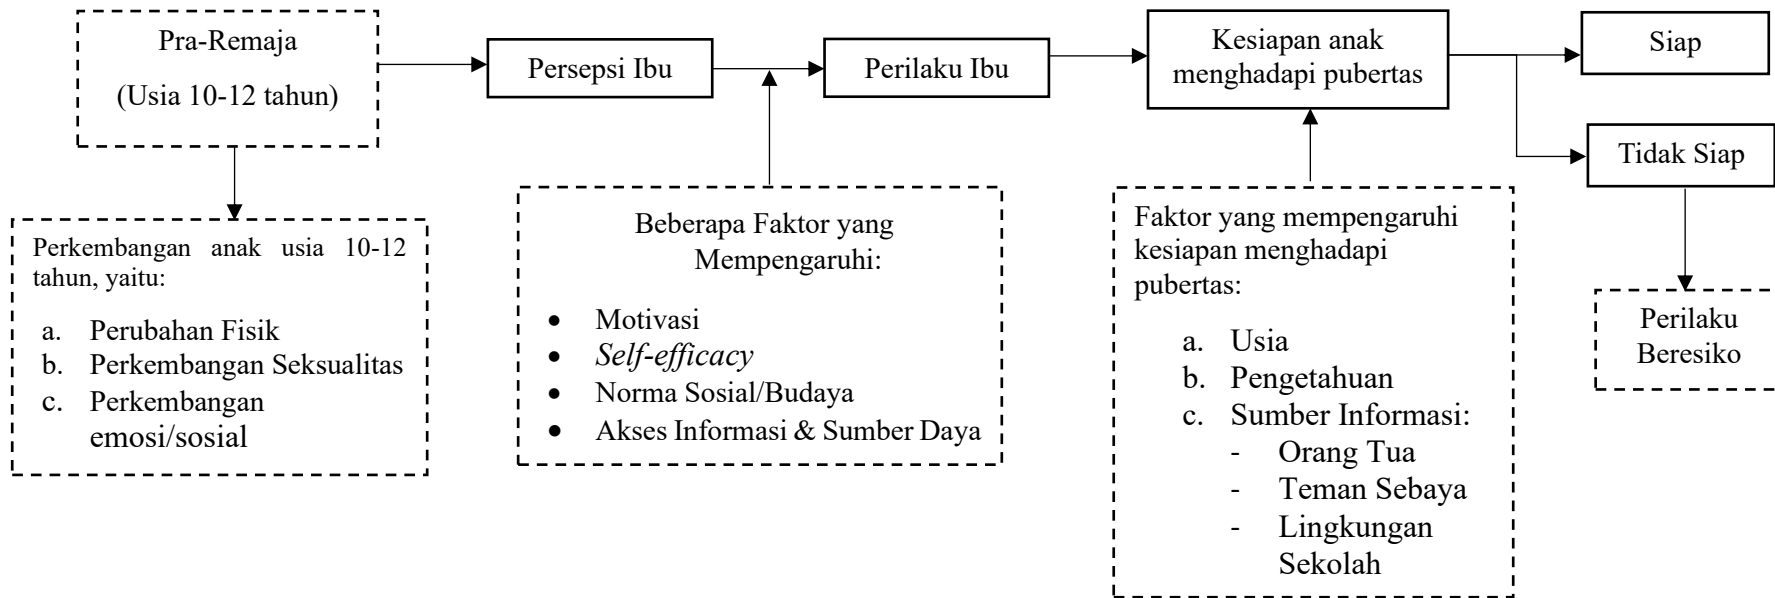 Pra-Remaja
(Usia 10-12 tahun)
Persepsi Ibu
Perilaku Ibu
Kesiapan anak
menghadapi pubertas
Siap
Tidak Siap
Perkembangan anak usia 10-12
tahun, yaitu:
a. Perubahan Fisik
b. Perkembangan Seksualitas
c. Perkembangan
emosi/sosial
Beberapa Faktor yang
Mempengaruhi:
• Motivasi
• Self-efficacy
• Norma Sosial/Budaya
• Akses Informasi & Sumber Daya
Faktor yang mempengaruhi
kesiapan menghadapi
pubertas:
a. Usia
b. Pengetahuan
c. Sumber Informasi:
- Orang Tua
- Teman Sebaya
- Lingkungan
Sekolah
Perilaku
Beresiko